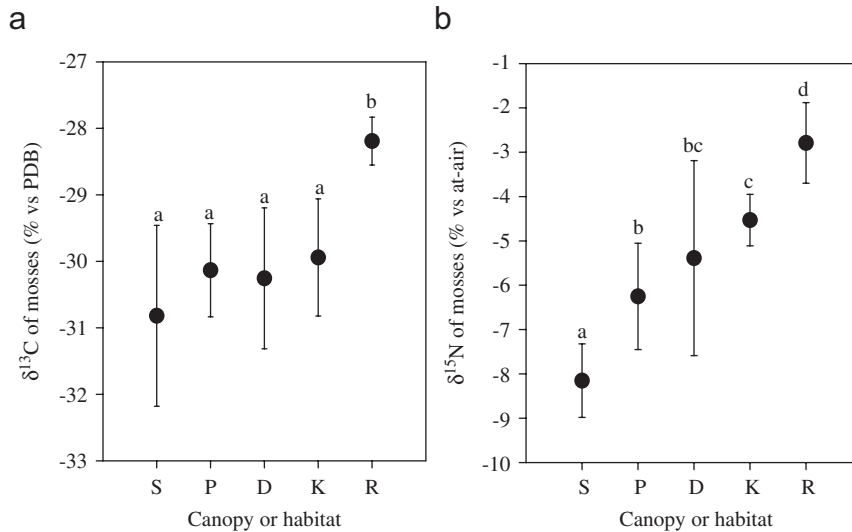 a
δ13C of mosses (% vs PDB)
-27
-28
-29
-30
-31
-32
-33
a
a
a
a
b
S P D K R
Canopy or habitat
b
δ15N of mosses (% vs at-air)
-1
-2
-3
-4
-5
-6
-7
-8
-9
-10
a
b
bc
c
d
S P D K R
Canopy or habitat